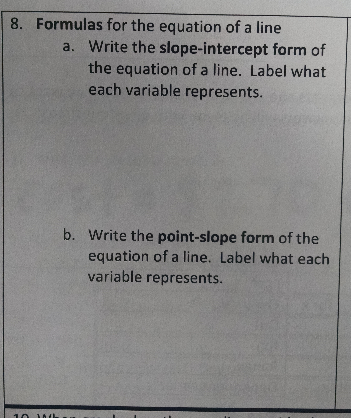 8. Formulas for the equation of a line
a. Write the slope-intercept form of
the equation of a line. Label what
each variable represents.
b. Write the point-slope form of the
equation of a line. Label what each
variable represents.